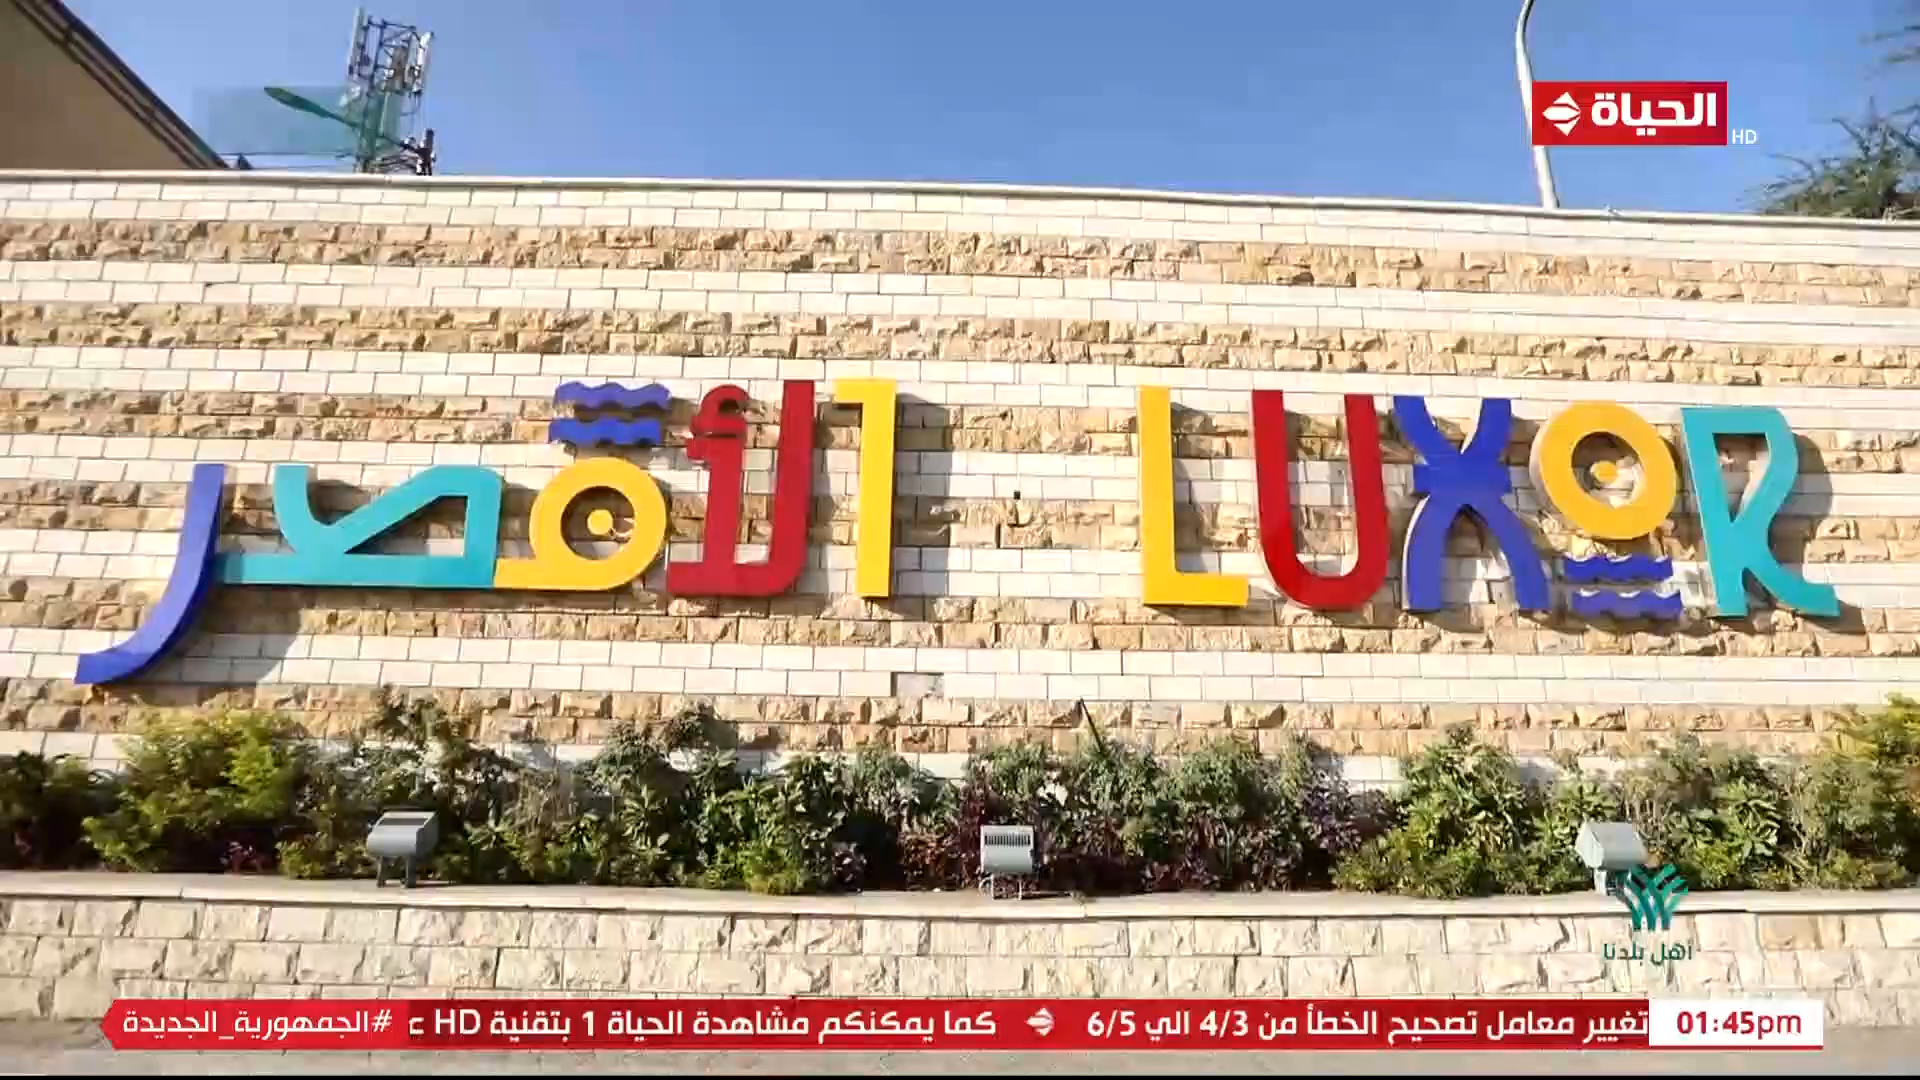 الحياة
HD
الأقصر LUXOR
أهل بلدنا
#الجمهورية_الجديدة
تغيير معامل تصحيح الخطأ من 4/3 الي 6/5 كما يمكنكم مشاهدة الحياة 1 بتقنية HD
01:45pm